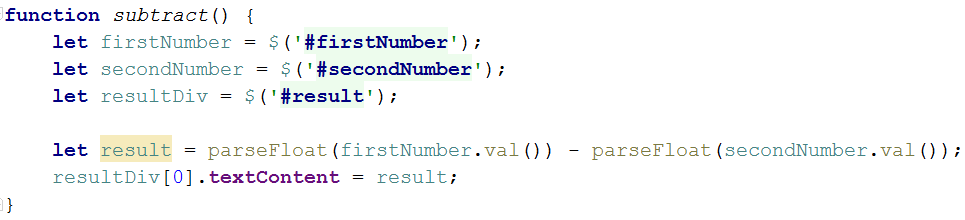 function subtract() {
    let firstNumber = $('#firstNumber');
    let secondNumber = $('#secondNumber');
    let resultDiv = $('#result');

    let result = parseFloat(firstNumber.val()) - parseFloat(secondNumber.val());
    resultDiv[0].textContent = result;
}